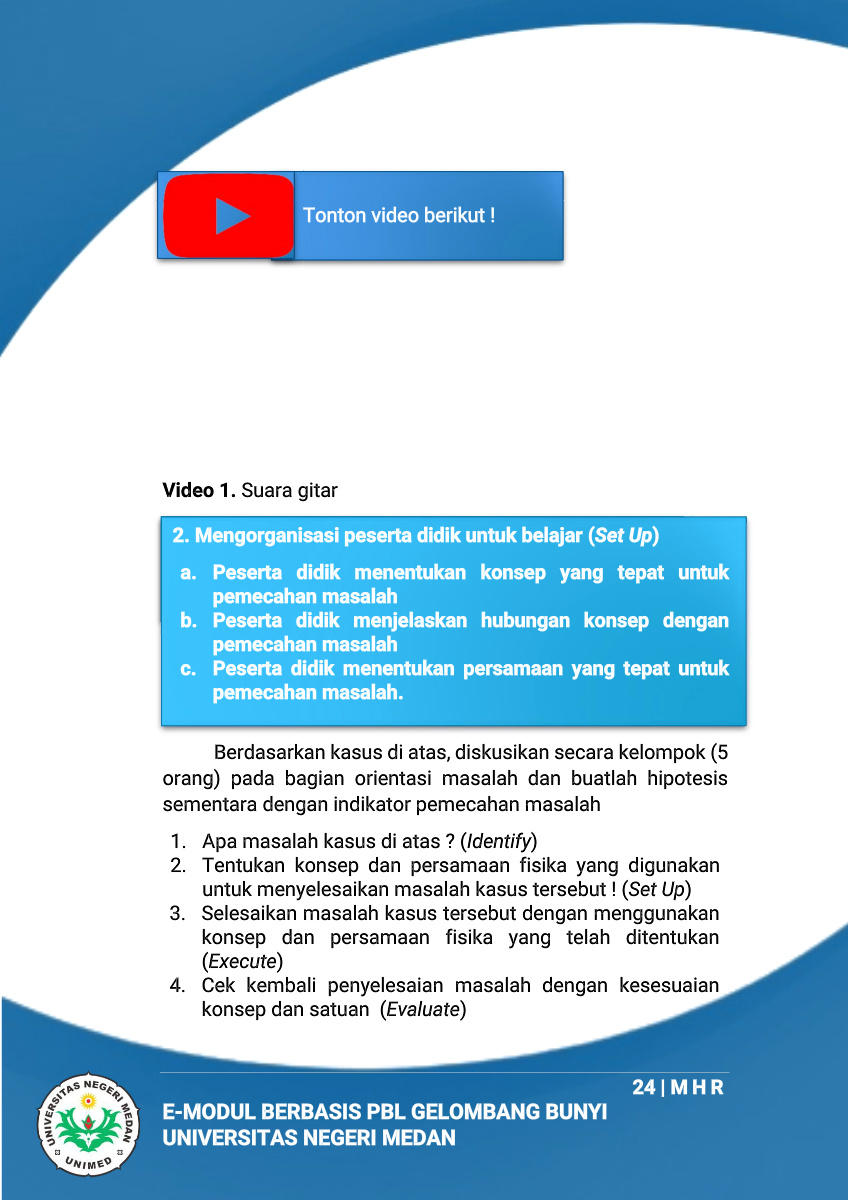 Tonton video berikut !
Video 1. Suara gitar
2. Mengorganisasi peserta didik untuk belajar (Set Up)
a. Peserta didik menentukan konsep yang tepat untuk
pemecahan masalah
b. Peserta didik menjelaskan hubungan konsep dengan
pemecahan masalah
c. Peserta didik menentukan persamaan yang tepat untuk
pemecahan masalah.
Berdasarkan kasus di atas, diskusikan secara kelompok (5
orang) pada bagian orientasi masalah dan buatlah hipotesis
sementara dengan indikator pemecahan masalah
1. Apa masalah kasus di atas ? (Identify)
2. Tentukan konsep dan persamaan fisika yang digunakan
untuk menyelesaikan masalah kasus tersebut ! (Set Up)
3. Selesaikan masalah kasus tersebut dengan menggunakan
konsep dan persamaan fisika yang telah ditentukan
(Execute)
4. Cek kembali penyelesaian masalah dengan kesesuaian
konsep dan satuan (Evaluate)
24 | M H R
E-MODUL BERBASIS PBL GELOMBANG BUNYI
UNIVERSITAS NEGERI MEDAN
UNIVERSITAS NEGERI MEDAN
UNIMED